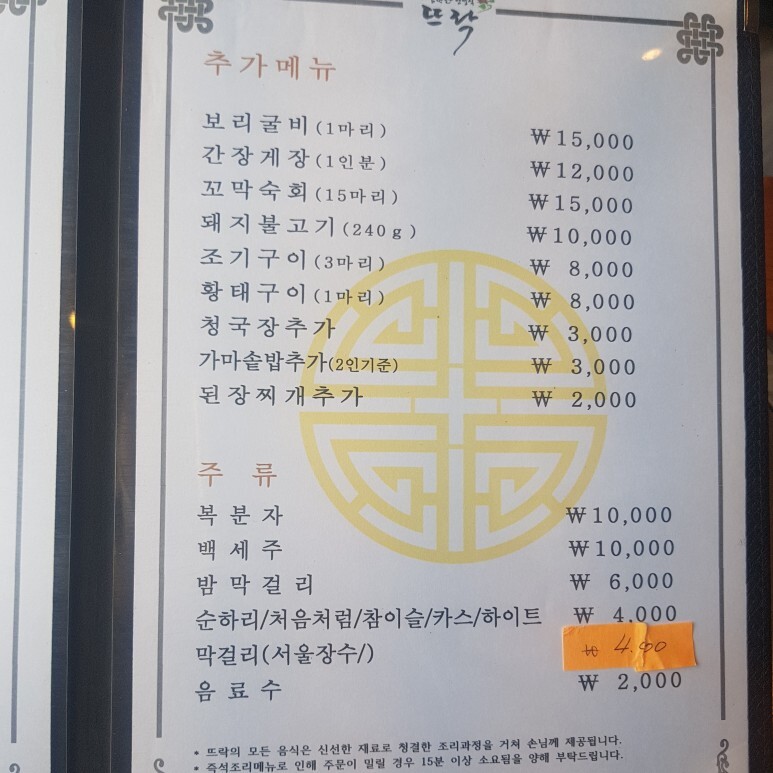 뜨락
추가메뉴
보리굴비(1마리) ₩15,000
간장게장(1인분) ₩12,000
꼬막숙회(15마리) ₩15,000
돼지불고기(240g) ₩10,000
조기구이(3마리) ₩ 8,000
황태구이(1마리) ₩ 8,000
청국장추가 ₩ 3,000
가마솥밥추가(2인기준) ₩ 3,000
된장찌개추가 ₩ 2,000
주 류
복분자 ₩10,000
백세주 ₩10,000
밤막걸리 ₩ 6,000
순하리/처음처럼/참이슬/카스/하이트 ₩ 4,000
막걸리(서울장수/) ₩ 4.00
음료수 ₩ 2,000
* 뜨락의 모든 음식은 신선한 재료로 청결한 조리과정을 거쳐 손님께 제공됩니다.
* 즉석조리메뉴로 인해 주문이 밀릴 경우 15분 이상 소요됨을 양해 부탁드립니다.